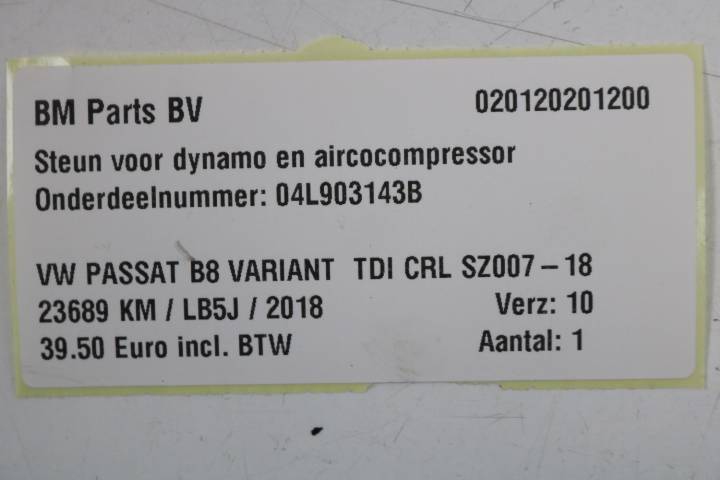 BM Parts BV 020120201200
Steun voor dynamo en aircocompressor
Onderdeelnummer: 04L903143B
VW PASSAT B8 VARIANT TDI CRL SZ007-18
23689 KM / LB5J / 2018 Verz: 10
39.50 Euro incl. BTW Aantal: 1